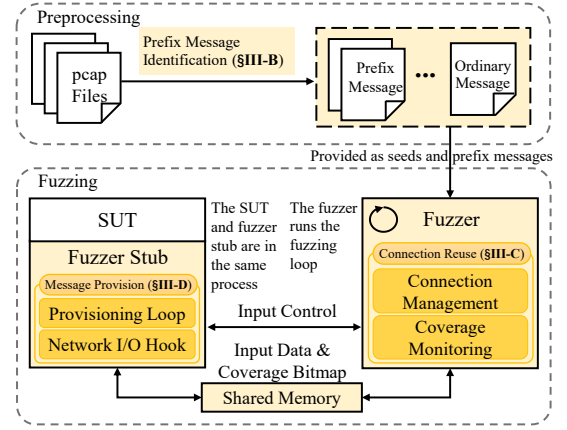 Preprocessing
pcap
Files
Prefix Message
Identification (§III-B)
Prefix
Message
...
Ordinary
Message
Provided as seeds and prefix messages
Fuzzing
SUT
Fuzzer Stub
Message Provision (§III-D)
Provisioning Loop
Network I/O Hook
The SUT
and fuzzer
stub are in
the same
process
The fuzzer
runs the
fuzzing
loop
Fuzzer
Connection Reuse (§III-C)
Connection
Management
Coverage
Monitoring
Input Control
Input Data &
Coverage Bitmap
Shared Memory